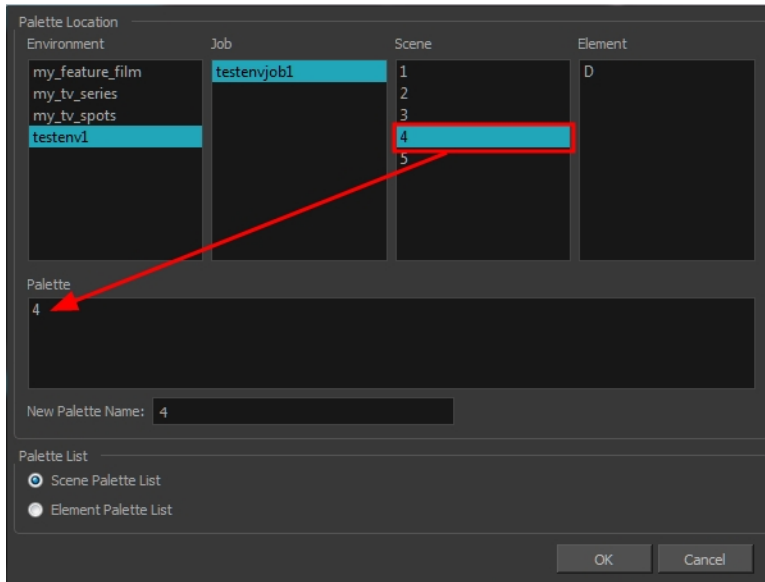 Palette Location
Environment Job Scene Element
my_feature_film testenvjob1 1 D
my_tv_series 2
my_tv_spots 3
testenv1 4
5
Palette
4
New Palette Name: 4
Palette List
Scene Palette List
Element Palette List
OK Cancel